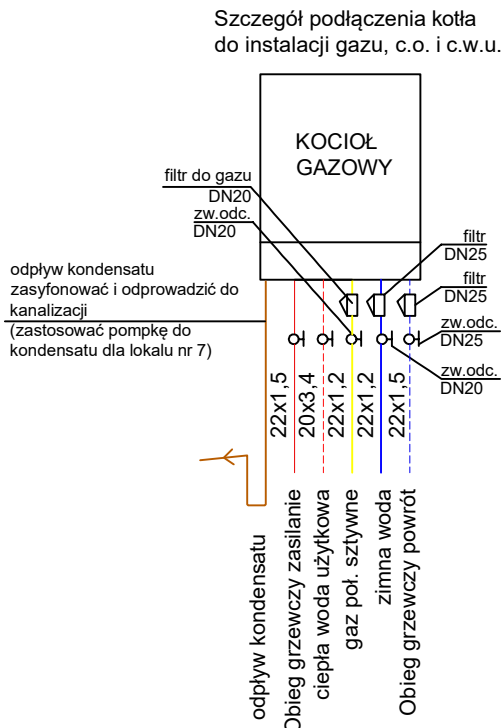 Szczegół podłączenia kotła
do instalacji gazu, c.o. i c.w.u.
KOCIOŁ
GAZOWY
filtr do gazu
DN20
zw.odc.
DN20
filtr
DN25
filtr
DN25
zw.odc.
DN25
zw.odc.
DN20
odpływ kondensatu
zasyfonować i odprowadzić do
kanalizacji
(zastosować pompkę do
kondensatu dla lokalu nr 7)
22x1,5
20x3,4
22x1,2
22x1,2
22x1,5
odpływ kondensatu
Obieg grzewczy zasilanie
ciepła woda użytkowa
gaz poł. sztywne
zimna woda
Obieg grzewczy powrót